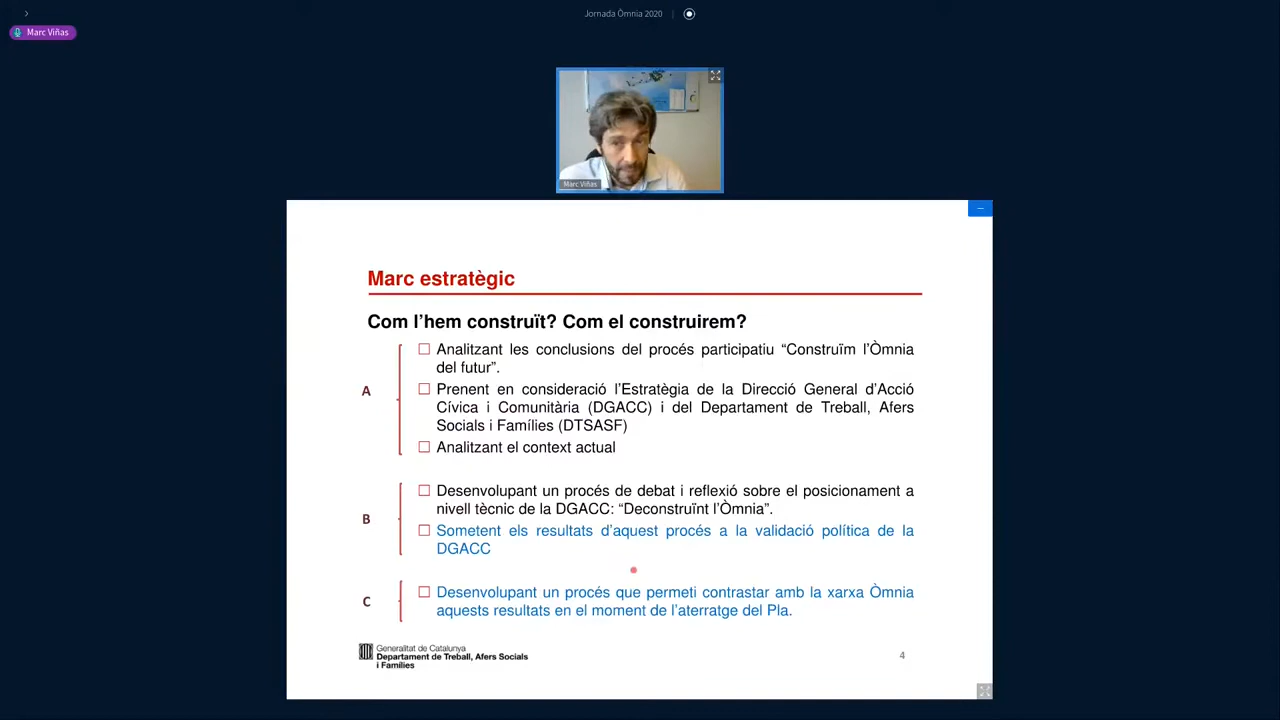 Jornada Òmnia 2020
Marc Viñas
Marc Viñas
Marc estratègic
Com l’hem construït? Com el construirem?
A
☐ Analitzant les conclusions del procés participatiu “Construïm l’Òmnia
del futur”.
☐ Prenent en consideració l’Estratègia de la Direcció General d’Acció
Cívica i Comunitària (DGACC) i del Departament de Treball, Afers
Socials i Famílies (DTSASF)
☐ Analitzant el context actual
B
☐ Desenvolupant un procés de debat i reflexió sobre el posicionament a
nivell tècnic de la DGACC: “Deconstruïnt l’Òmnia”.
☐ Sometent els resultats d’aquest procés a la validació política de la
DGACC
C
☐ Desenvolupant un procés que permeti contrastar amb la xarxa Òmnia
aquests resultats en el moment de l’aterratge del Pla.
Generalitat de Catalunya
Departament de Treball, Afers Socials
i Famílies
4